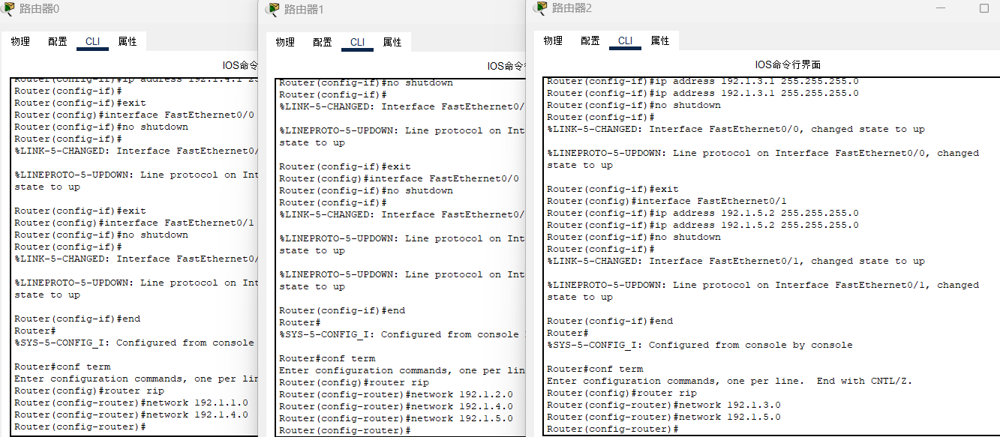 路由器0
物理 配置 CLI 属性
IOS命令
Router(config-if)#ip address 192.1.4.1
Router(config-if)#
Router(config-if)#exit
Router(config)#interface FastEthernet0/0
Router(config-if)#no shutdown
Router(config-if)#
%LINK-5-CHANGED: Interface FastEthernet0/
%LINEPROTO-5-UPDOWN: Line protocol on Int
state to up
Router(config-if)#exit
Router(config)#interface FastEthernet0/1
Router(config-if)#no shutdown
Router(config-if)#
%LINK-5-CHANGED: Interface FastEthernet0/
%LINEPROTO-5-UPDOWN: Line protocol on Int
state to up
Router(config-if)#end
Router#
%SYS-5-CONFIG_I: Configured from console
Router#conf term
Enter configuration commands, one per lin
Router(config)#router rip
Router(config-router)#network 192.1.1.0
Router(config-router)#network 192.1.4.0
Router(config-router)#
路由器1
物理 配置 CLI 属性
IOS命令
Router(config-if)#no shutdown
Router(config-if)#
%LINK-5-CHANGED: Interface FastEthernet0/
%LINEPROTO-5-UPDOWN: Line protocol on Int
state to up
Router(config-if)#exit
Router(config)#interface FastEthernet0/0
Router(config-if)#no shutdown
Router(config-if)#
%LINK-5-CHANGED: Interface FastEthernet0/
%LINEPROTO-5-UPDOWN: Line protocol on Int
state to up
%LINEPROTO-5-UPDOWN: Line protocol on Int
state to up
Router(config-if)#end
Router#
%SYS-5-CONFIG_I: Configured from console
Router#conf term
Enter configuration commands, one per lin
Router(config)#router rip
Router(config-router)#network 192.1.2.0
Router(config-router)#network 192.1.4.0
Router(config-router)#network 192.1.5.0
Router(config-router)#
路由器2
物理 配置 CLI 属性
IOS命令行界面
Router(config-if)#ip address 192.1.3.1 255.255.255.0
Router(config-if)#ip address 192.1.3.1 255.255.255.0
Router(config-if)#no shutdown
Router(config-if)#
%LINK-5-CHANGED: Interface FastEthernet0/0, changed state to up
%LINEPROTO-5-UPDOWN: Line protocol on Interface FastEthernet0/0, changed
state to up
Router(config-if)#exit
Router(config)#interface FastEthernet0/1
Router(config-if)#ip address 192.1.5.2 255.255.255.0
Router(config-if)#ip address 192.1.5.2 255.255.255.0
Router(config-if)#no shutdown
Router(config-if)#
%LINK-5-CHANGED: Interface FastEthernet0/1, changed state to up
%LINEPROTO-5-UPDOWN: Line protocol on Interface FastEthernet0/1, changed
state to up
Router(config-if)#end
Router#
%SYS-5-CONFIG_I: Configured from console by console
Router#conf term
Enter configuration commands, one per line.  End with CNTL/Z.
Router(config)#router rip
Router(config-router)#network 192.1.3.0
Router(config-router)#network 192.1.5.0
Router(config-router)#